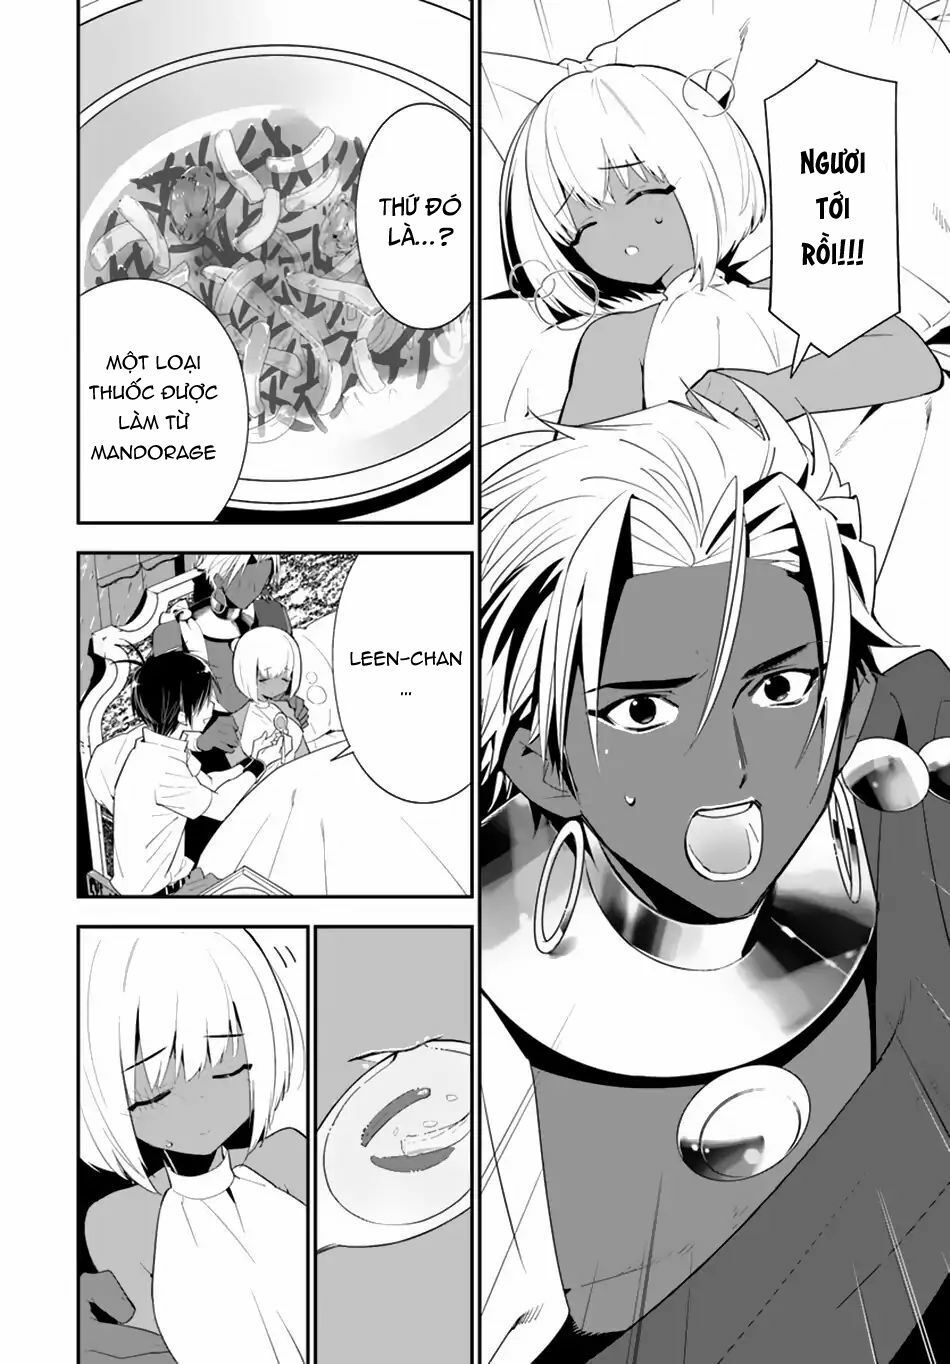 NGƯƠI
TỚI
RỒI!!!
THỨ ĐÓ
LÀ...?
MỘT LOẠI
THUỐC ĐƯỢC
LÀM TỪ
MANDORAGE
LEEN-CHAN
...